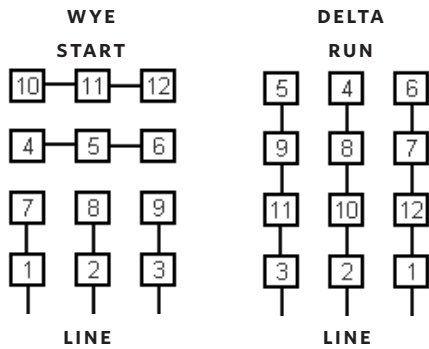 WYE
START
10 11 12
4 5 6
7 8 9
1 2 3
LINE
DELTA
RUN
5 4 6
9 8 7
11 10 12
3 2 1
LINE